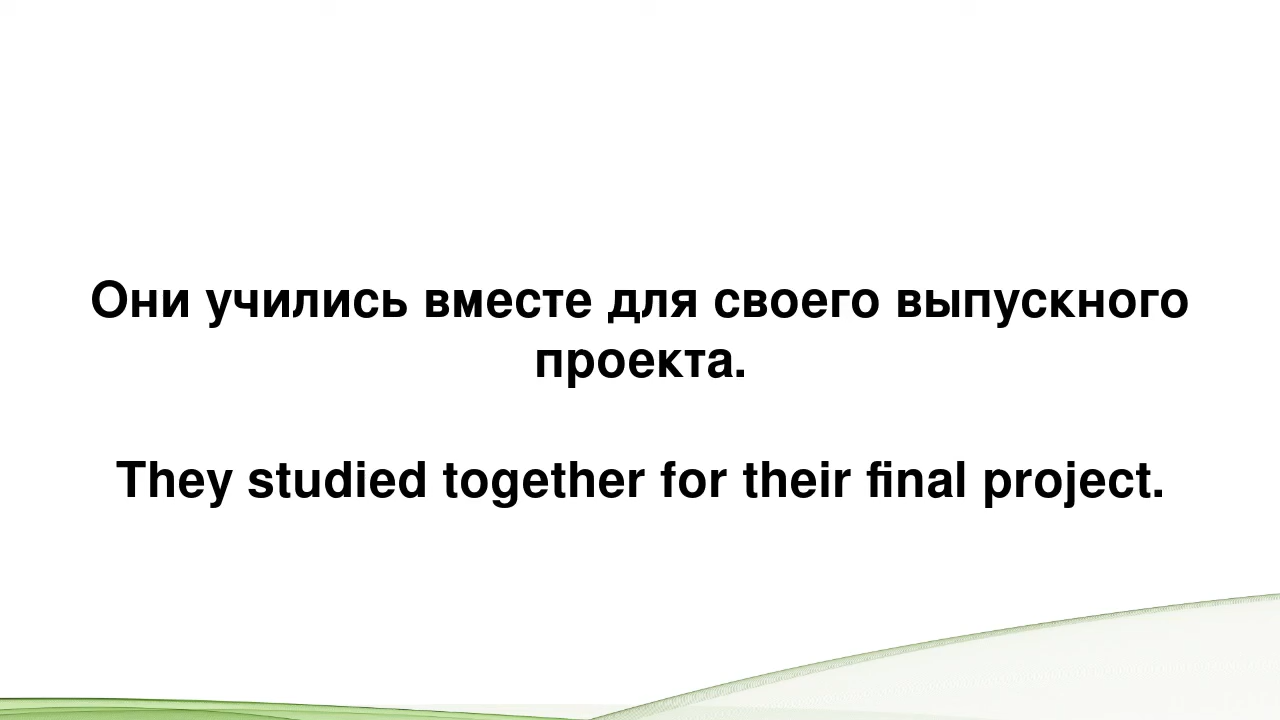 Они учились вместе для своего выпускного
проекта.
They studied together for their final project.